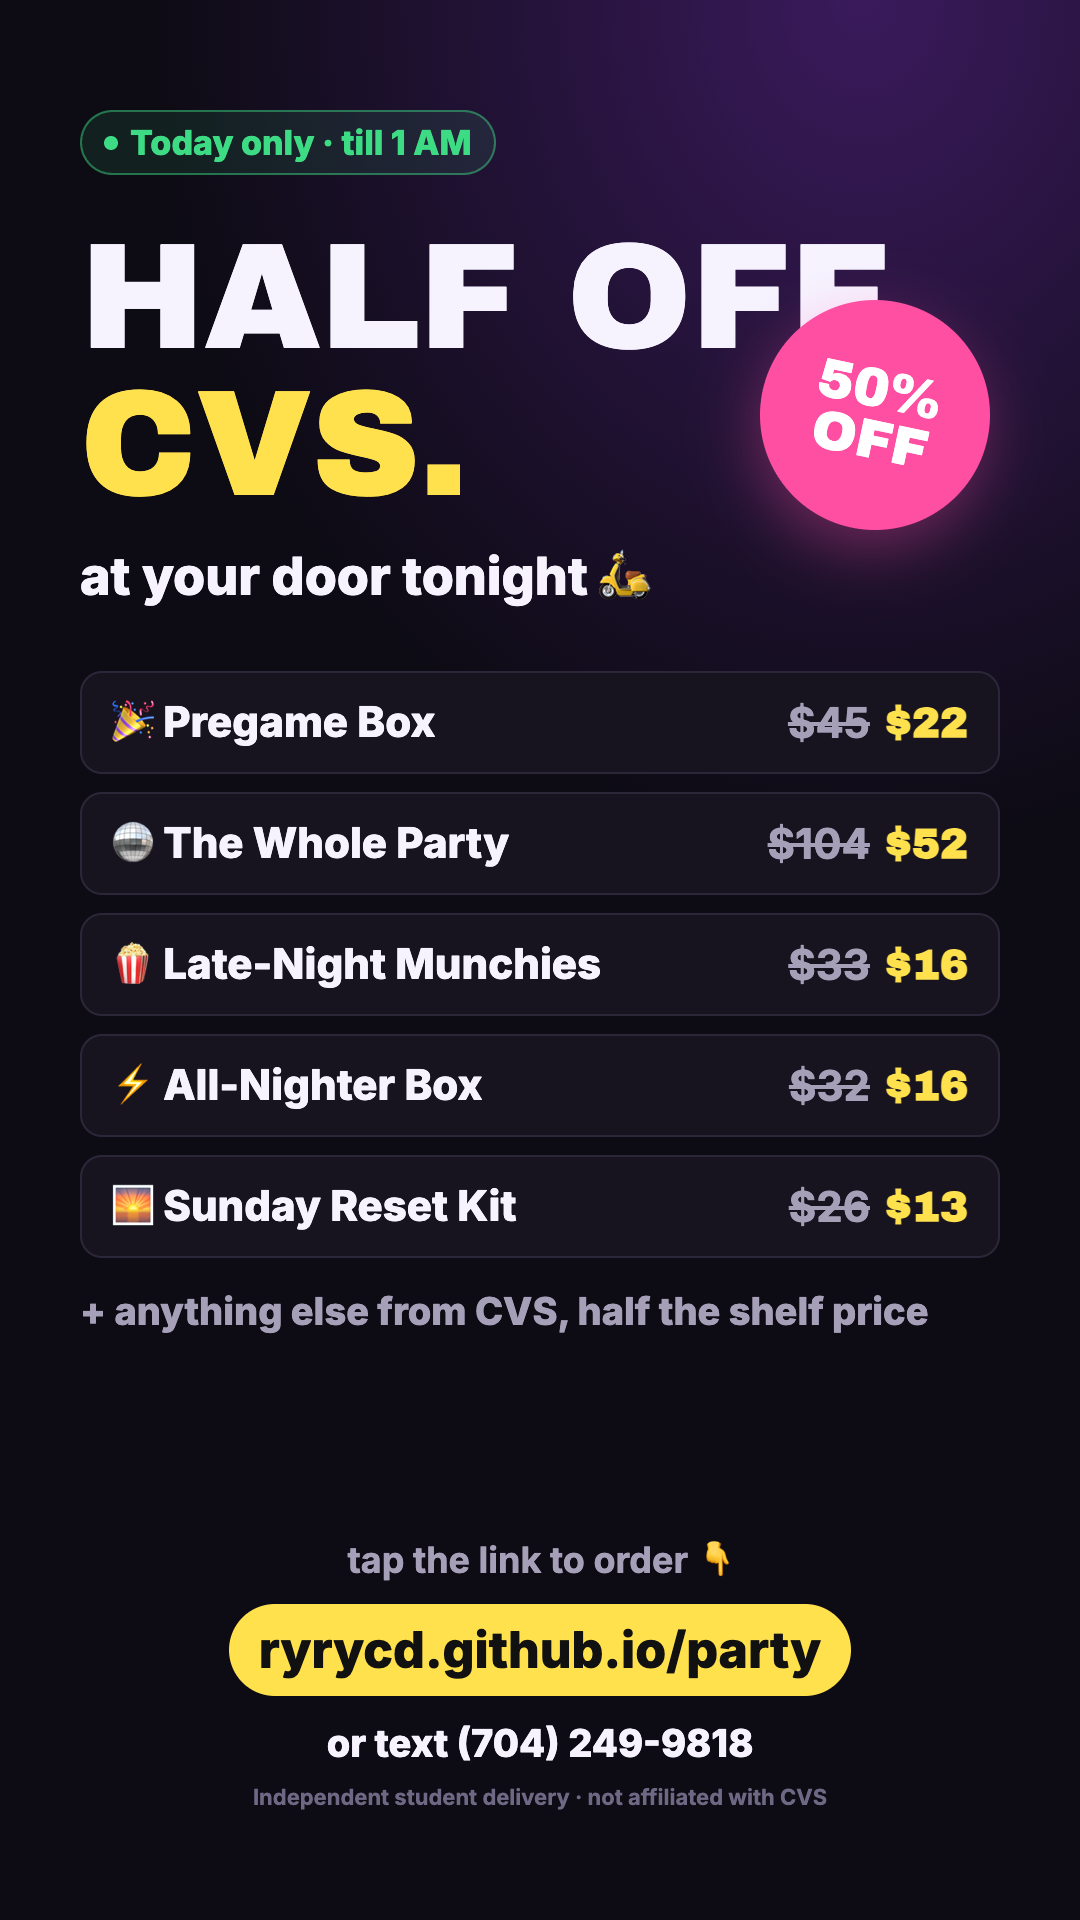 Today only · till 1 AM
HALF OFF
CVS.
50%
OFF
at your door tonight 🛵
🎉 Pregame Box $45 $22
🪩 The Whole Party $104 $52
🍿 Late-Night Munchies $33 $16
⚡ All-Nighter Box $32 $16
🌅 Sunday Reset Kit $26 $13
+ anything else from CVS, half the shelf price
tap the link to order 👇
ryrycd.github.io/party
or text (704) 249-9818
Independent student delivery · not affiliated with CVS